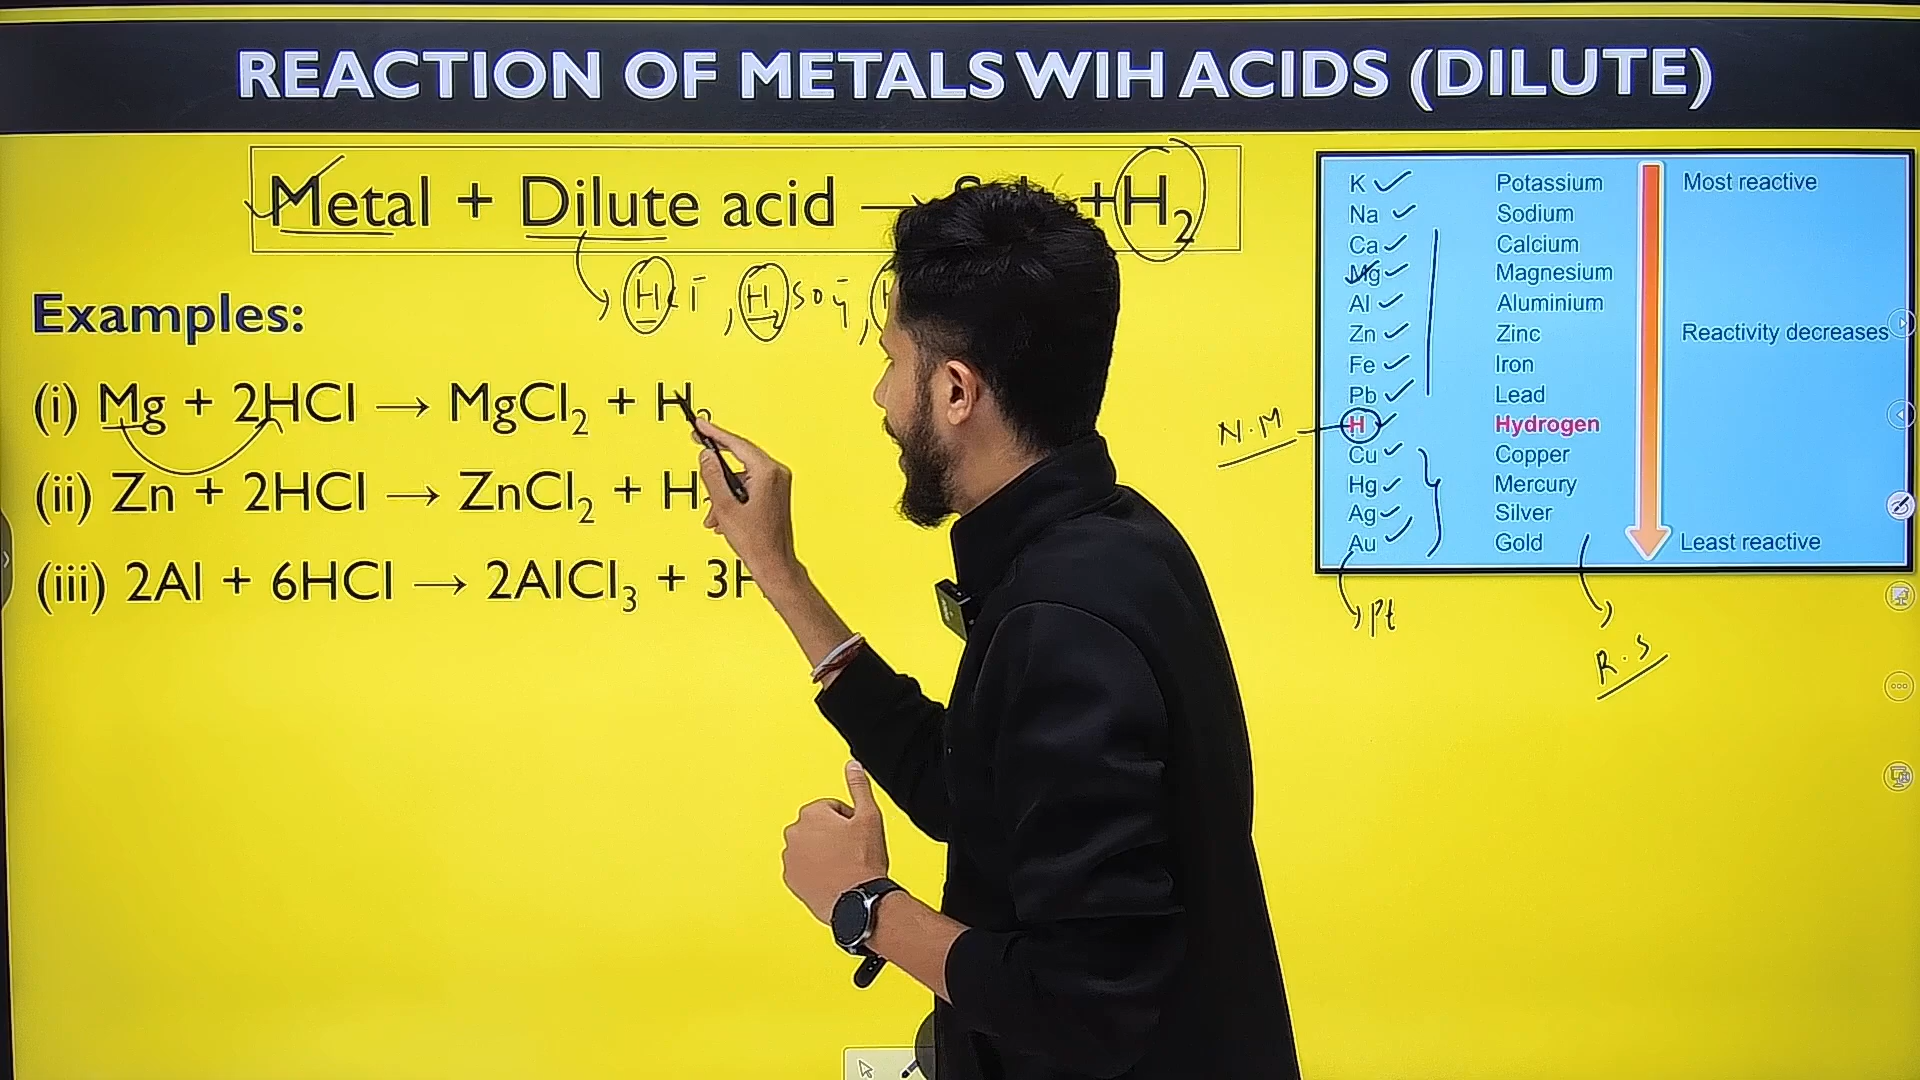 REACTION OF METALS WIH ACIDS (DILUTE)
Metal + Dilute acid → + H₂
HCl, H₂SO₄,
Examples:
(i) Mg + 2HCl → MgCl₂ + H₂
(ii) Zn + 2HCl → ZnCl₂ + H
(iii) 2Al + 6HCl → 2AlCl₃ + 3H
K Potassium Most reactive
Na Sodium
Ca Calcium
Mg Magnesium
Al Aluminium
Zn Zinc Reactivity decreases
Fe Iron
Pb Lead
N.M H Hydrogen
Cu Copper
Hg Mercury
Ag Silver
Au Gold Least reactive
Pt
R.S